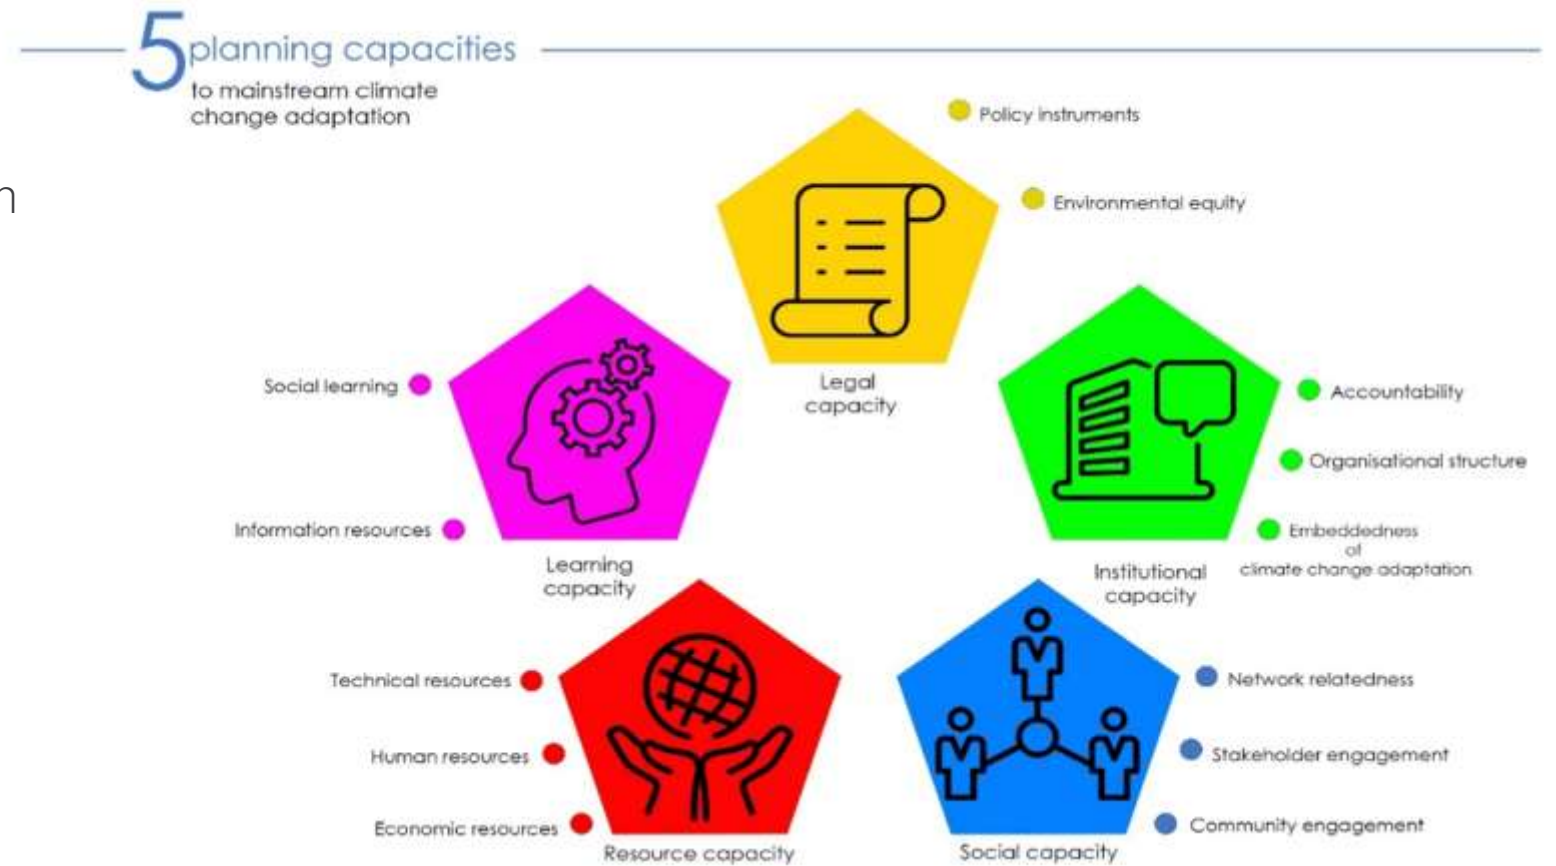 5 planning capacities
to mainstream climate
change adaptation
n
Policy instruments
Environmental equity
Legal
capacity
Social learning
Information resources
Learning
capacity
Accountability
Organisational structure
Embeddedness
of
climate change adaptation
Institutional
capacity
Technical resources
Human resources
Economic resources
Resource capacity
Network relatedness
Stakeholder engagement
Community engagement
Social capacity